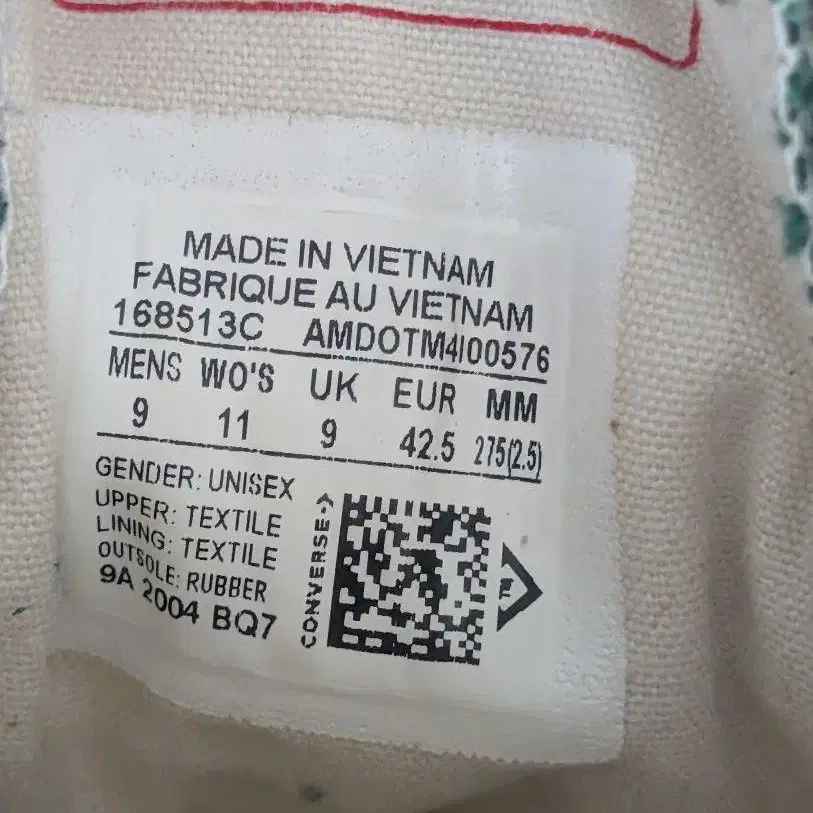 MADE IN VIETNAM
FABRIQUE AU VIETNAM
168513C AMDOTM4I00576
MENS WO'S UK EUR MM
9 11 9 42.5 275(2.5)
GENDER: UNISEX
UPPER: TEXTILE
LINING: TEXTILE
OUTSOLE: RUBBER
9A 2004 BQ7
CONVERSE